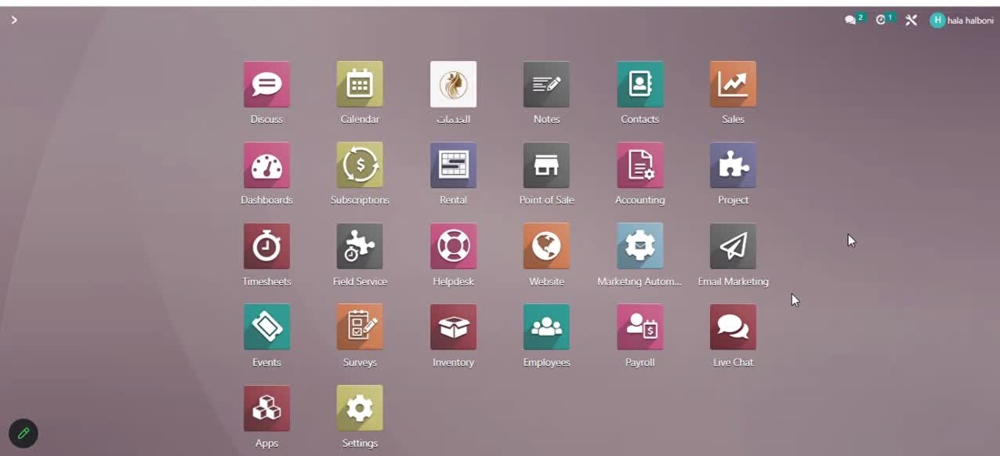 2 1 H hala halboni
Discuss Calendar الخدمات Notes Contacts Sales
Dashboards Subscriptions Rental Point of Sale Accounting Project
Timesheets Field Service Helpdesk Website Marketing Autom... Email Marketing
Events Surveys Inventory Employees Payroll Live Chat
Apps Settings